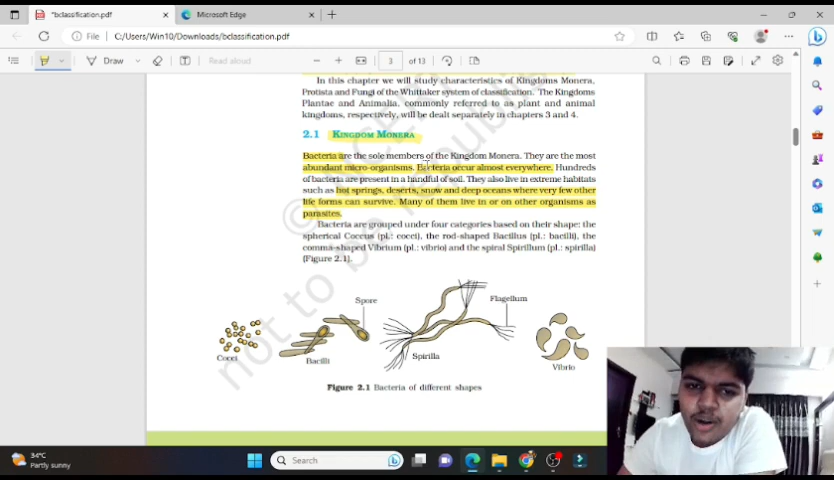 *bclassification.pdf
Microsoft Edge
File
C:/Users/Win10/Downloads/bclassification.pdf
Draw
Read aloud
3
of 13
In this chapter we will study characteristics of Kingdoms Monera,
Protista and Fungi of the Whittaker system of classification. The Kingdoms
Plantae and Animalia, commonly referred to as plant and animal
kingdoms, respectively, will be dealt separately in chapters 3 and 4.
2.1 KINGDOM MONERA
Bacteria are the sole members of the Kingdom Monera. They are the most
abundant micro-organisms. Bacteria occur almost everywhere. Hundreds
of bacteria are present in a handful of soil. They also live in extreme habitats
such as hot springs, deserts, snow and deep oceans where very few other
life forms can survive. Many of them live in or on other organisms as
parasites.
Bacteria are grouped under four categories based on their shape: the
spherical Coccus (pl.: cocci), the rod-shaped Bacillus (pl.: bacilli), the
comma-shaped Vibrium (pl.: vibrio) and the spiral Spirillum (pl.: spirilla)
(Figure 2.1).
Spore
Flagellum
Cocci
Bacilli
Spirilla
Vibrio
Figure 2.1 Bacteria of different shapes
not to be republi
34°C
Partly sunny
Search